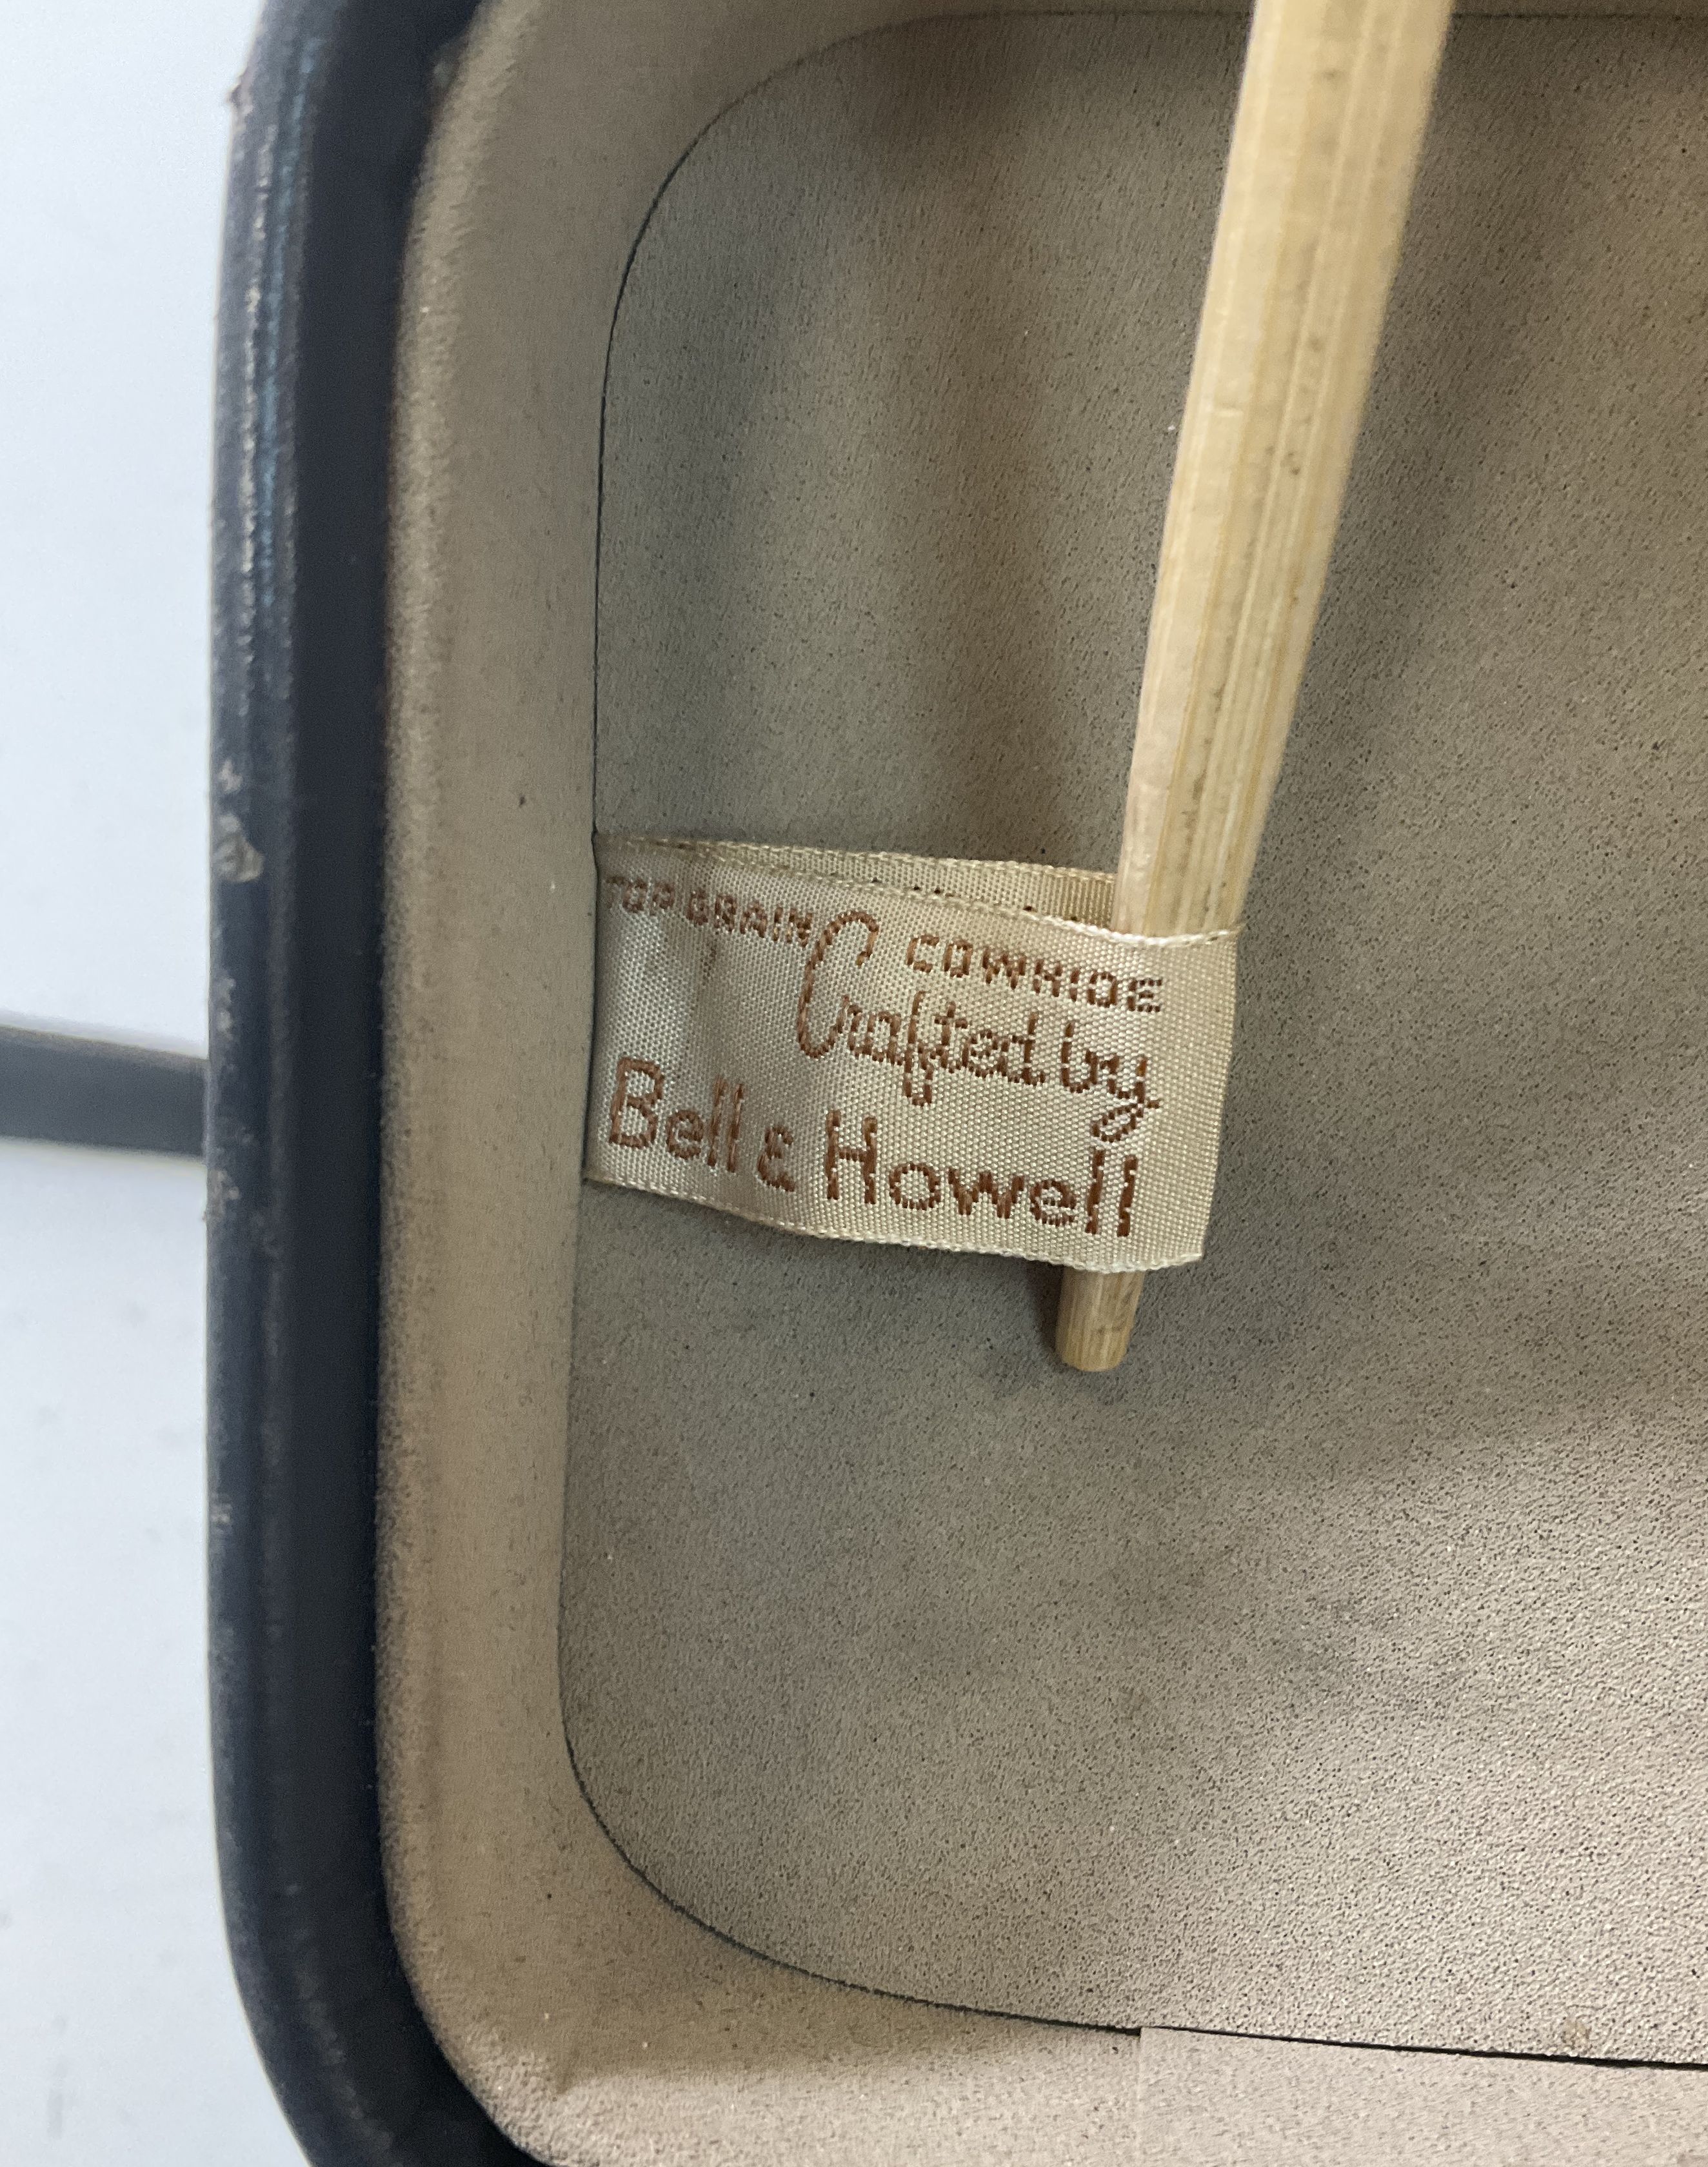 TOP GRAIN COWHIDE
Crafted by
Bell & Howell